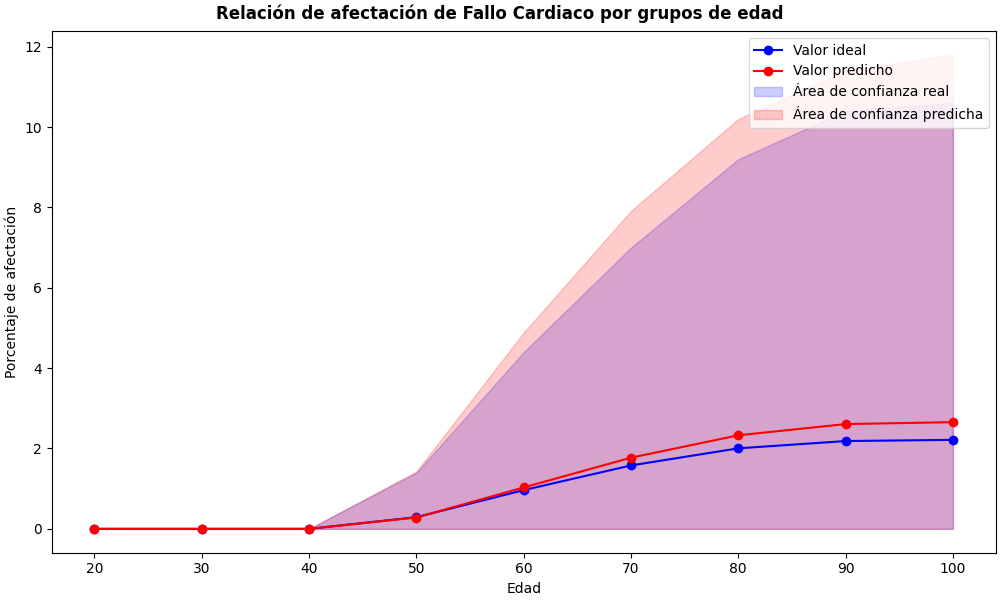 Relación de afectación de Fallo Cardiaco por grupos de edad
12
10
8
6
4
2
0
Porcentaje de afectación
Valor ideal
Valor predicho
Área de confianza real
Área de confianza predicha
20 30 40 50 60 70 80 90 100
Edad